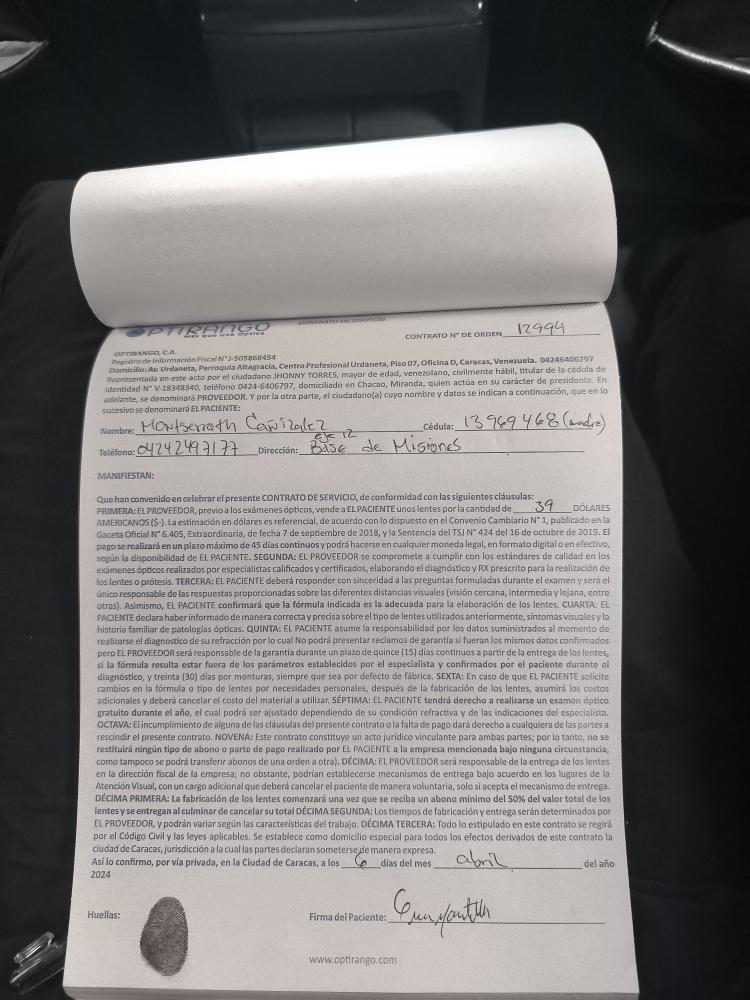 OPTIRANGO
más que una Óptica
CONTRATO DE SERVICIO
CONTRATO N° DE ORDEN 12994
OPTIRANGO, C.A.
Registro de Información Fiscal N°J-505868454
Domicilio: Av. Urdaneta, Parroquia Altagracia, Centro Profesional Urdaneta, Piso 07, Oficina D, Caracas, Venezuela. 04246406797
Representada en este acto por el ciudadano JHONNY TORRES, mayor de edad, venezolano, civilmente hábil, titular de la cédula de
Identidad N° V-18348340, teléfono 0424-6406797, domiciliado en Chacao, Miranda, quien actúa en su carácter de presidente. En
adelante, se denominará PROVEEDOR. Y por la otra parte, el ciudadano(a) cuyo nombre y datos se indican a continuación, que en lo
sucesivo se denominará EL PACIENTE:
Nombre: Montserrath Cañizalez Cédula: 13969468 (madre)
eje 12
Teléfono: 04242497177 Dirección: Base de Misiones
MANIFIESTAN:
Que han convenido en celebrar el presente CONTRATO DE SERVICIO, de conformidad con las siguientes cláusulas:
PRIMERA: EL PROVEEDOR, previo a los exámenes ópticos, vende a EL PACIENTE unos lentes por la cantidad de 39 DÓLARES
AMERICANOS ($-). La estimación en dólares es referencial, de acuerdo con lo dispuesto en el Convenio Cambiario N° 1, publicado en la
Gaceta Oficial N° 6.405, Extraordinaria, de fecha 7 de septiembre de 2018, y la Sentencia del TSJ N° 424 del 16 de octubre de 2019. El
pago se realizará en un plazo máximo de 45 días continuos y podrá hacerse en cualquier moneda legal, en formato digital o en efectivo,
según la disponibilidad de EL PACIENTE. SEGUNDA: EL PROVEEDOR se compromete a cumplir con los estándares de calidad en los
exámenes ópticos realizados por especialistas calificados y certificados, elaborando el diagnóstico y RX prescrito para la realización de
los lentes o prótesis. TERCERA: EL PACIENTE deberá responder con sinceridad a las preguntas formuladas durante el examen y será el
único responsable de las respuestas proporcionadas sobre las diferentes distancias visuales (visión cercana, intermedia y lejana, entre
otras). Asimismo, EL PACIENTE confirmará que la fórmula indicada es la adecuada para la elaboración de los lentes. CUARTA: EL
PACIENTE declara haber informado de manera correcta y precisa sobre el tipo de lentes utilizados anteriormente, síntomas visuales y la
historia familiar de patologías ópticas. QUINTA: EL PACIENTE asume la responsabilidad por los datos suministrados al momento de
realizarse el diagnostico de su refracción por lo cual No podrá presentar reclamos de garantía si fueran los mismos datos confirmados
pero EL PROVEEDOR será responsable de la garantía durante un plazo de quince (15) días continuos a partir de la entrega de los lentes,
si la fórmula resulta estar fuera de los parámetros establecidos por el especialista y confirmados por el paciente durante el
diagnóstico, y treinta (30) días por monturas, siempre que sea por defecto de fábrica. SEXTA: En caso de que EL PACIENTE solicite
cambios en la fórmula o tipo de lentes por necesidades personales, después de la fabricación de los lentes, asumirá los costos
adicionales y deberá cancelar el costo del material a utilizar. SÉPTIMA: EL PACIENTE tendrá derecho a realizarse un examen óptico
gratuito durante el año, el cual podrá ser ajustado dependiendo de su condición refractiva y de las indicaciones del especialista.
OCTAVA: El incumplimiento de alguna de las cláusulas del presente contrato o la falta de pago dará derecho a cualquiera de las partes a
rescindir el presente contrato. NOVENA: Este contrato constituye un acto jurídico vinculante para ambas partes; por lo tanto, no se
restituirá ningún tipo de abono o parte de pago realizado por EL PACIENTE a la empresa mencionada bajo ninguna circunstancia,
como tampoco se podrá transferir abonos de una orden a otra). DÉCIMA: EL PROVEEDOR será responsable de la entrega de los lentes
en la dirección fiscal de la empresa; no obstante, podrían establecerse mecanismos de entrega bajo acuerdo en los lugares de la
Atención Visual, con un cargo adicional que deberá cancelar el paciente de manera voluntaria, solo si acepta el mecanismo de entrega.
DÉCIMA PRIMERA: La fabricación de los lentes comenzará una vez que se reciba un abono mínimo del 50% del valor total de los
lentes y se entregan al culminar de cancelar su total DÉCIMA SEGUNDA: Los tiempos de fabricación y entrega serán determinados por
EL PROVEEDOR, y podrán variar según las características del trabajo. DÉCIMA TERCERA: Todo lo estipulado en este contrato se regirá
por el Código Civil y las leyes aplicables. Se establece como domicilio especial para todos los efectos derivados de este contrato la
ciudad de Caracas, jurisdicción a la cual las partes declaran someterse de manera expresa.
Así lo confirmo, por vía privada, en la Ciudad de Caracas, a los 6 días del mes abril del año
2024
Huellas:
Firma del Paciente:
www.optirango.com